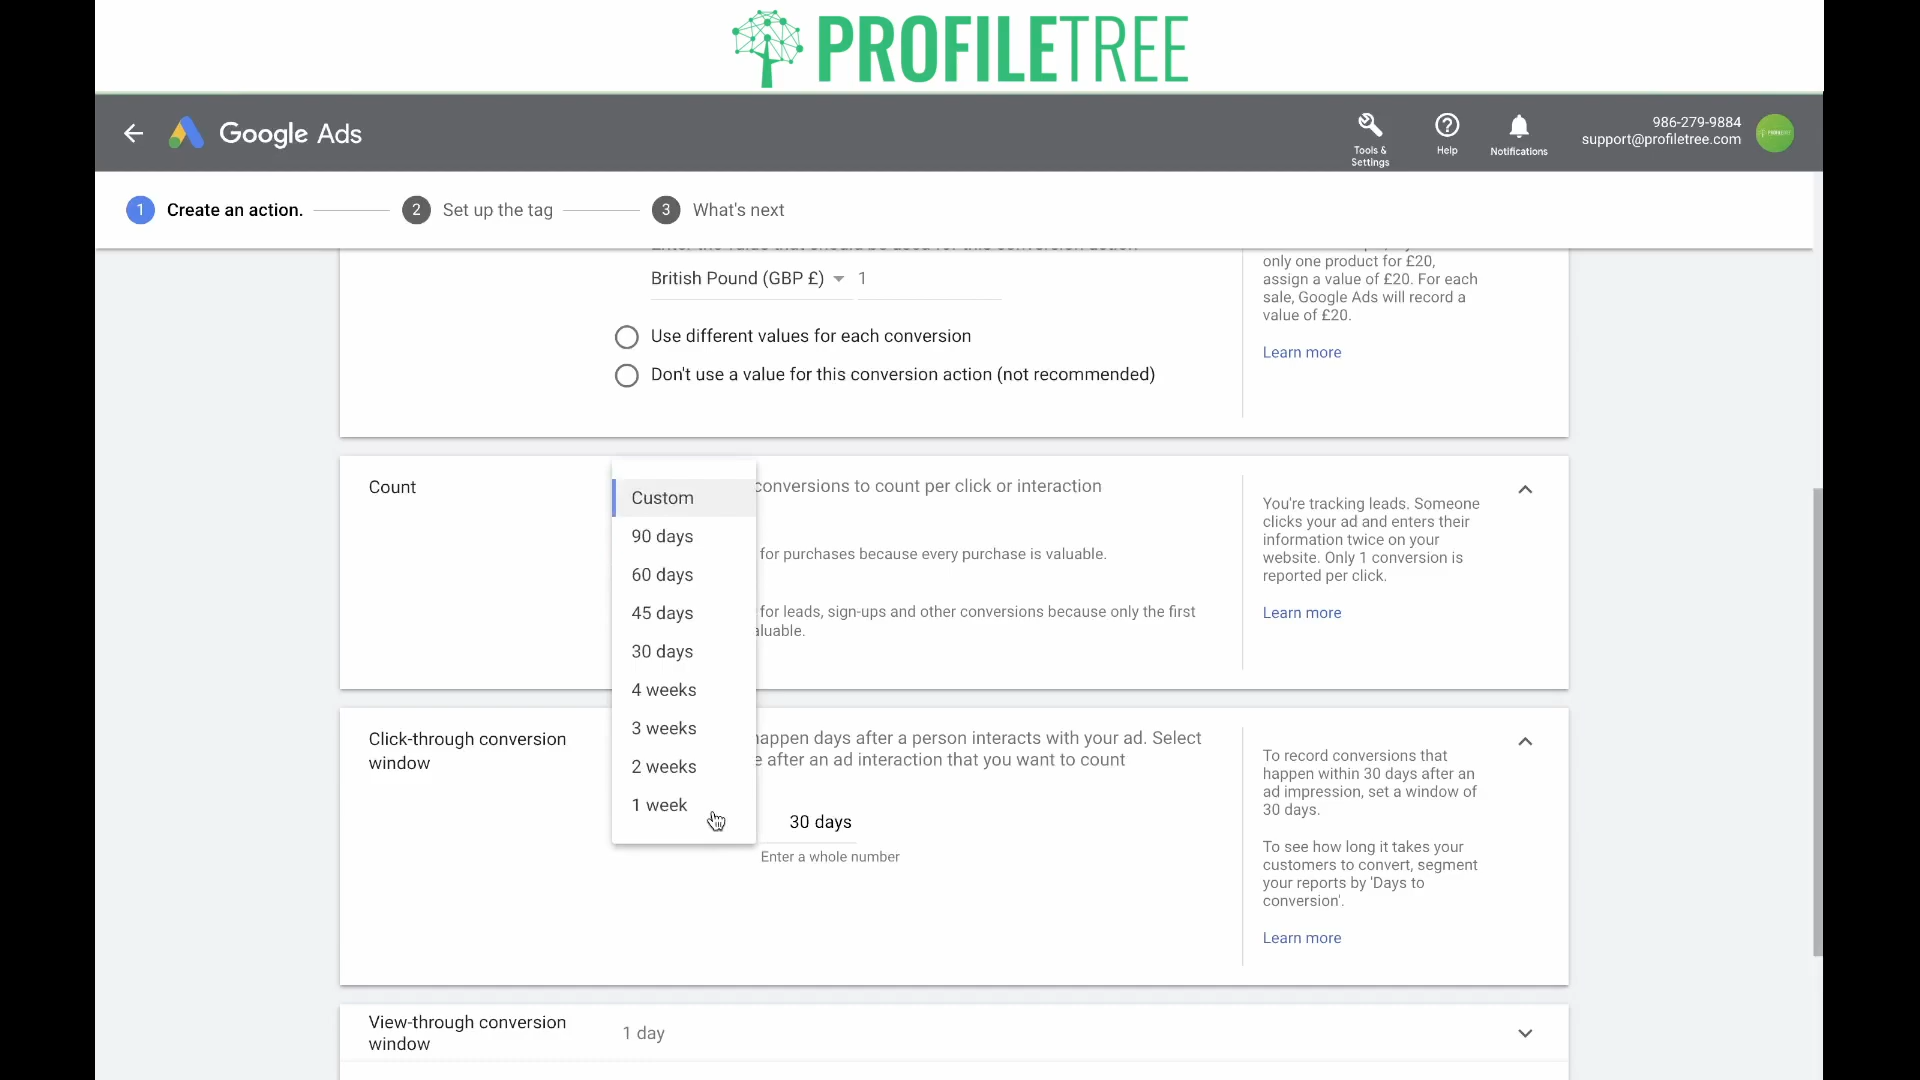 PROFILETREE
Google Ads
Tools &
Settings
Help
Notifications
986-279-9884
support@profiletree.com
1 Create an action.
2 Set up the tag
3 What's next
British Pound (GBP £) 1
Use different values for each conversion
Don't use a value for this conversion action (not recommended)
only one product for £20,
assign a value of £20. For each
sale, Google Ads will record a
value of £20.
Learn more
Count
conversions to count per click or interaction
for purchases because every purchase is valuable.
for leads, sign-ups and other conversions because only the first
aluable.
Custom
90 days
60 days
45 days
30 days
4 weeks
3 weeks
2 weeks
1 week
You're tracking leads. Someone
clicks your ad and enters their
information twice on your
website. Only 1 conversion is
reported per click.
Learn more
Click-through conversion
window
happen days after a person interacts with your ad. Select
e after an ad interaction that you want to count
30 days
Enter a whole number
To record conversions that
happen within 30 days after an
ad impression, set a window of
30 days.
To see how long it takes your
customers to convert, segment
your reports by 'Days to
conversion'.
Learn more
View-through conversion
window
1 day